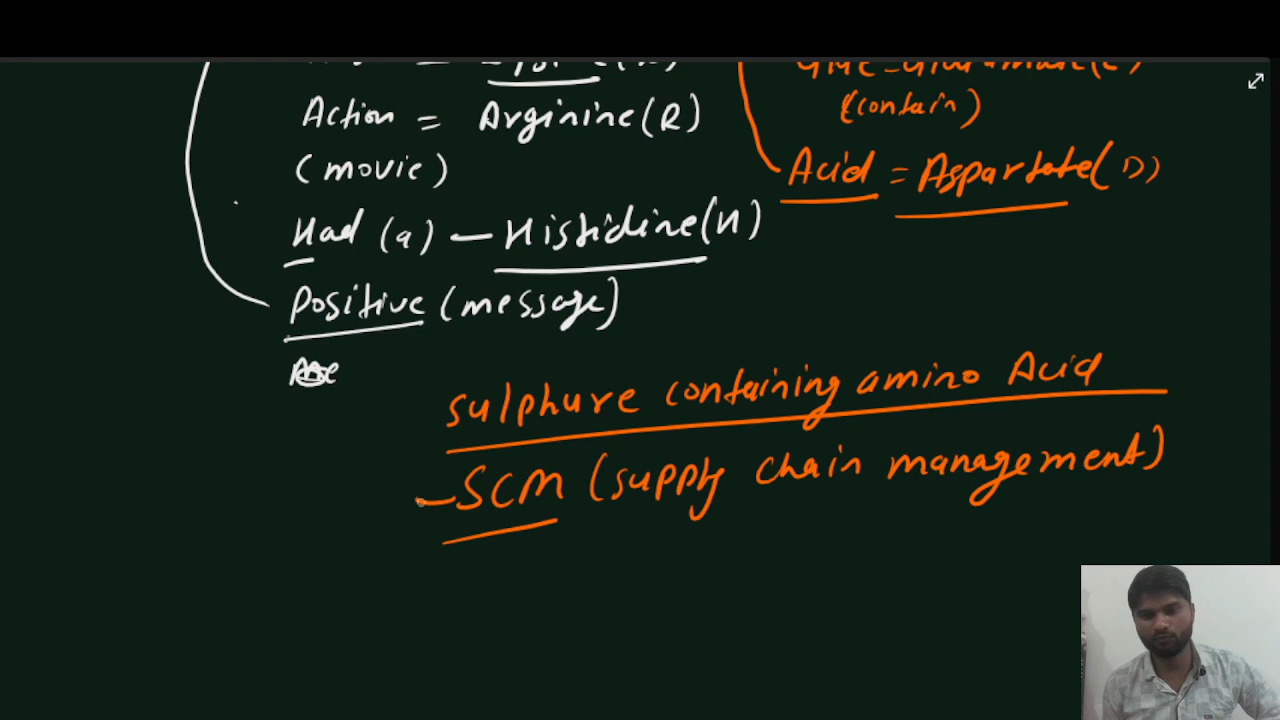 Action = Arginine (R)
(movie)
Had (a) – Histidine (H)
Positive (message)
(contain)
Acid = Aspartate (D)
sulphure containing amino Acid
– SCM (supply chain management)